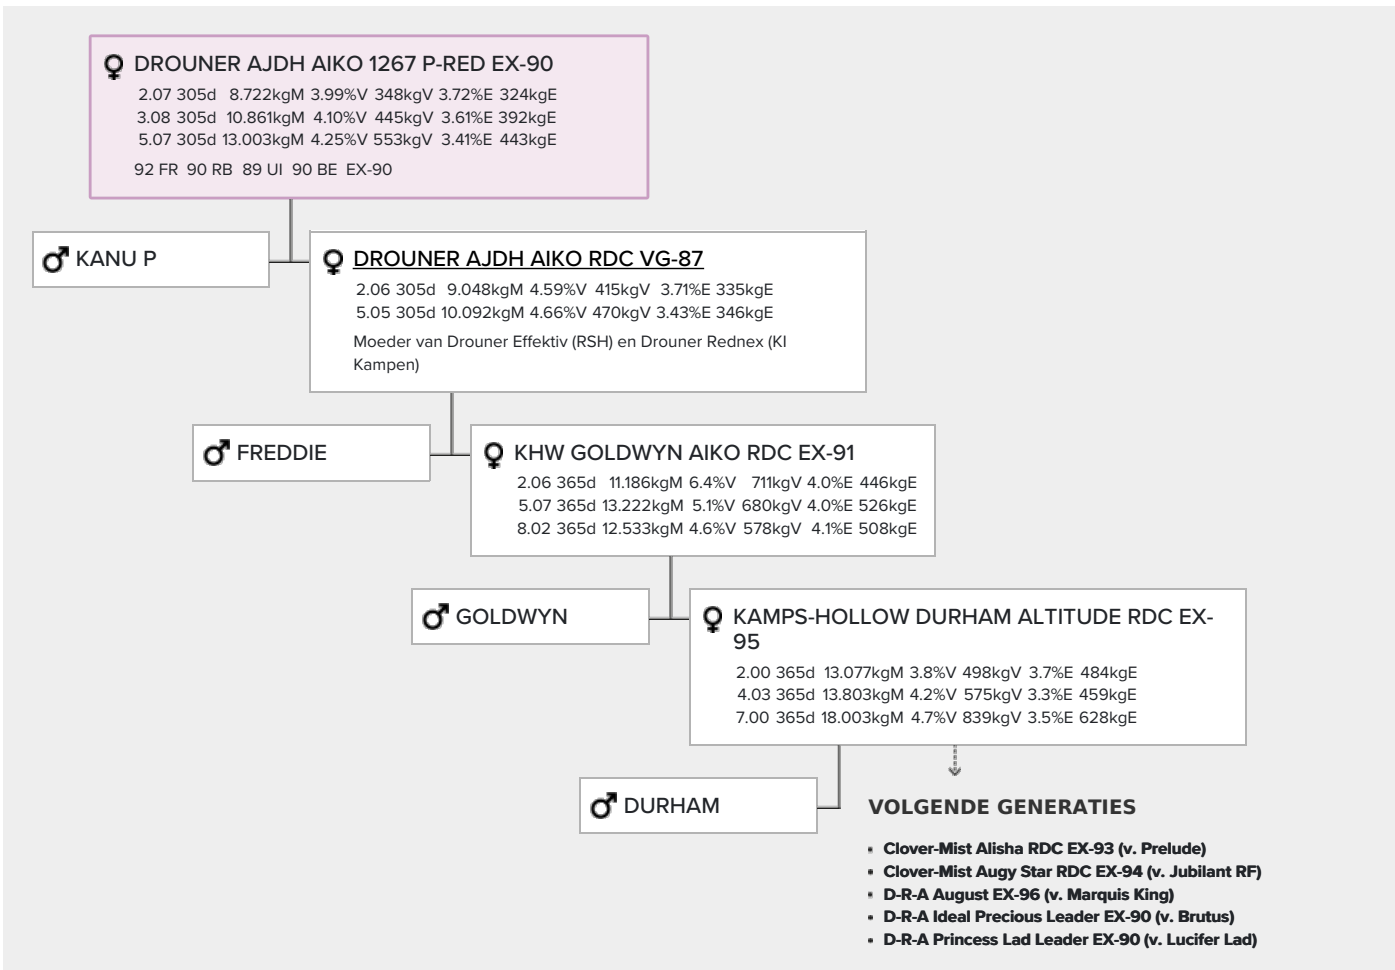 DROUNER AJDH AIKO 1267 P-RED EX-90
2.07 305d 8.722kgM 3.99%V 348kgV 3.72%E 324kgE
3.08 305d 10.861kgM 4.10%V 445kgV 3.61%E 392kgE
5.07 305d 13.003kgM 4.25%V 553kgV 3.41%E 443kgE
92 FR 90 RB 89 UI 90 BE EX-90
KANU P
DROUNER AJDH AIKO RDC VG-87
2.06 305d 9.048kgM 4.59%V 415kgV 3.71%E 335kgE
5.05 305d 10.092kgM 4.66%V 470kgV 3.43%E 346kgE
Moeder van Drouner Effektiv (RSH) en Drouner Rednex (KI
Kampen)
FREDDIE
KHW GOLDWYN AIKO RDC EX-91
2.06 365d 11.186kgM 6.4%V 711kgV 4.0%E 446kgE
5.07 365d 13.222kgM 5.1%V 680kgV 4.0%E 526kgE
8.02 365d 12.533kgM 4.6%V 578kgV 4.1%E 508kgE
GOLDWYN
KAMPS-HOLLOW DURHAM ALTITUDE RDC EX-
95
2.00 365d 13.077kgM 3.8%V 498kgV 3.7%E 484kgE
4.03 365d 13.803kgM 4.2%V 575kgV 3.3%E 459kgE
7.00 365d 18.003kgM 4.7%V 839kgV 3.5%E 628kgE
DURHAM
VOLGENDE GENERATIES
• Clover-Mist Alisha RDC EX-93 (v. Prelude)
• Clover-Mist Augy Star RDC EX-94 (v. Jubilant RF)
• D-R-A August EX-96 (v. Marquis King)
• D-R-A Ideal Precious Leader EX-90 (v. Brutus)
• D-R-A Princess Lad Leader EX-90 (v. Lucifer Lad)